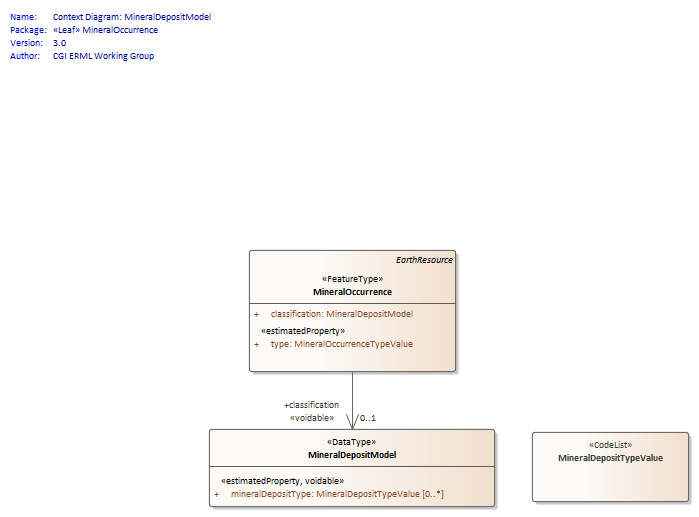 Name: Context Diagram: MineralDepositModel
Package: «Leaf» MineralOccurrence
Version: 3.0
Author: CGI ERML Working Group
EarthResource
«FeatureType»
MineralOccurrence
+ classification: MineralDepositModel
«estimatedProperty»
+ type: MineralOccurrenceTypeValue
+classification
«voidable» 0..1
«DataType»
MineralDepositModel
«estimatedProperty, voidable»
+ mineralDepositType: MineralDepositTypeValue [0..*]
«CodeList»
MineralDepositTypeValue